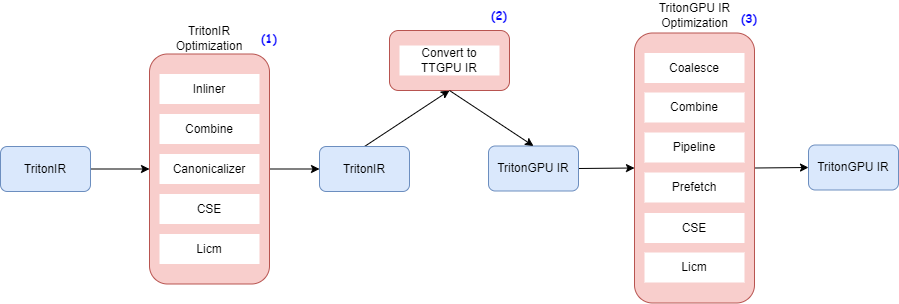 TritonIR
TritonIR
Optimization
(1)
Inliner
Combine
Canonicalizer
CSE
Licm
TritonIR
(2)
Convert to
TTGPU IR
TritonGPU IR
TritonGPU IR
Optimization
(3)
Coalesce
Combine
Pipeline
Prefetch
CSE
Licm
TritonGPU IR